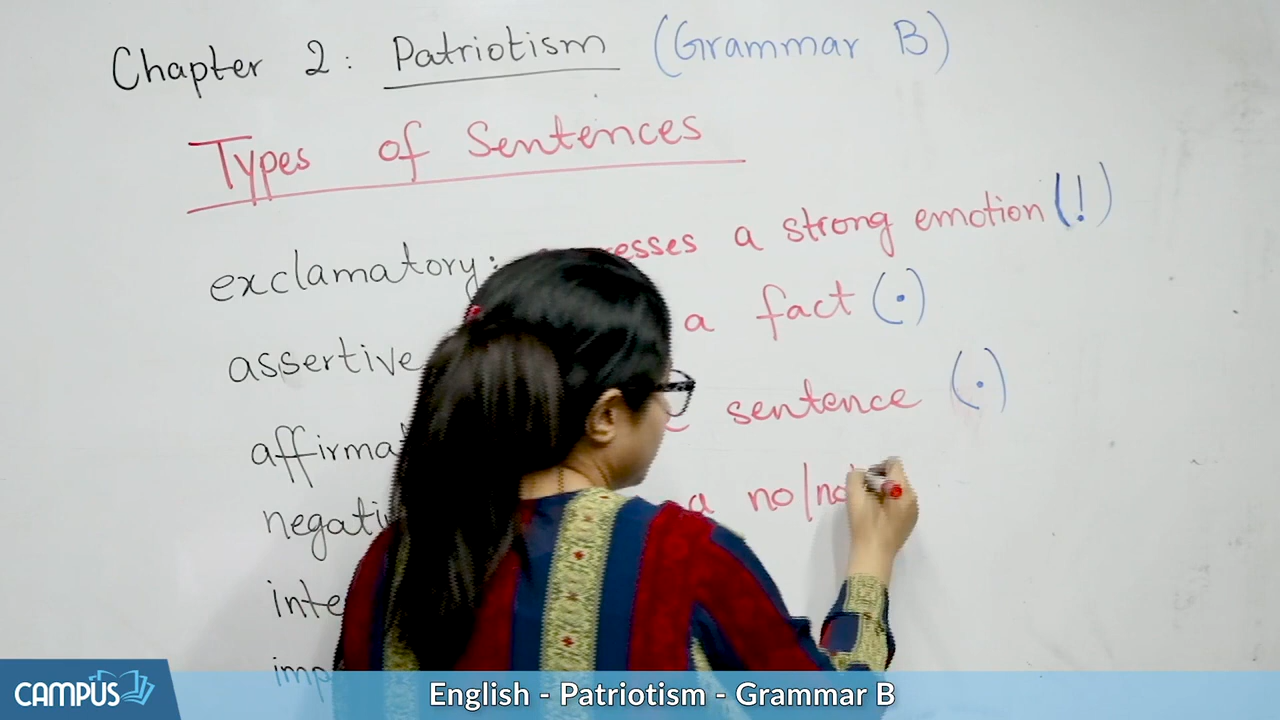 Chapter 2: Patriotism (Grammar B)
Types of Sentences
exclamatory: esses a strong emotion (!)
assertive a fact (.)
affirma sentence (.)
negati a no/no
inte
imp
CAMPUS
English - Patriotism - Grammar B